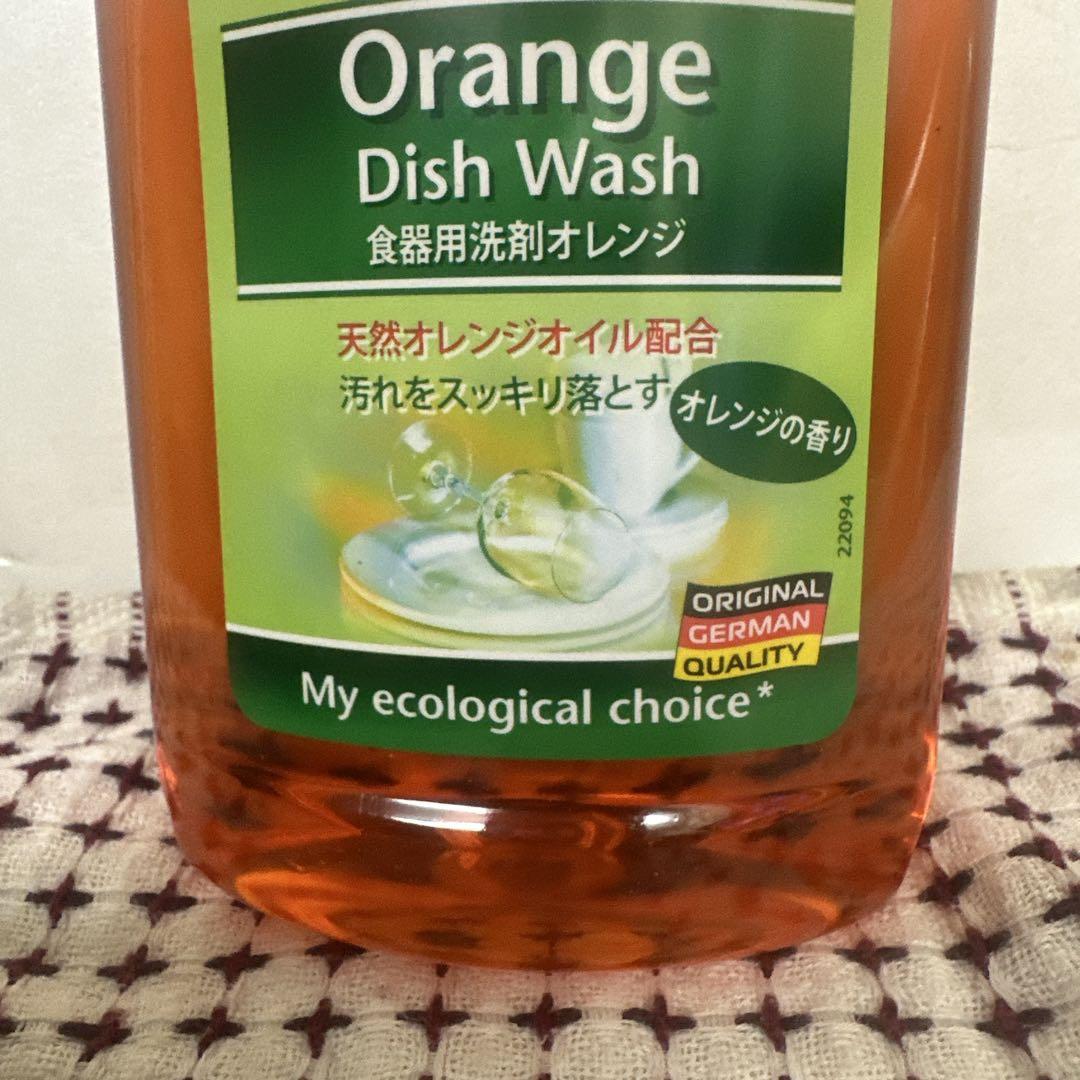 Orange
Dish Wash
食器用洗剤オレンジ
天然オレンジオイル配合
汚れをスッキリ落とす
オレンジの香り
22094
ORIGINAL
GERMAN
QUALITY
My ecological choice*